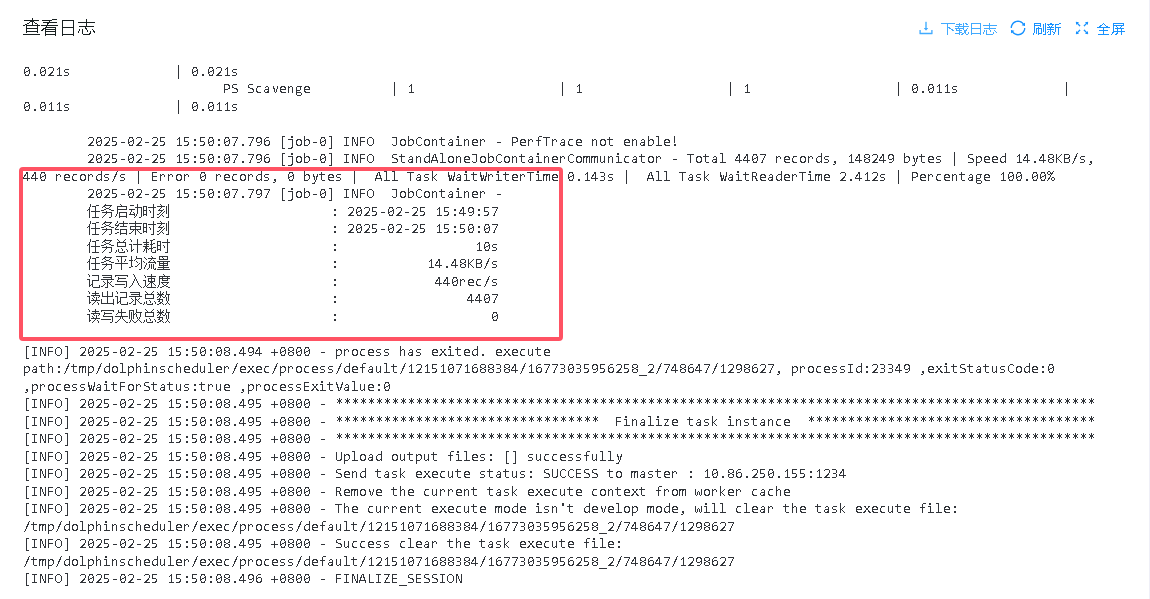 查看日志
下载日志 刷新 全屏
0.021s | 0.021s
PS Scavenge | 1 | 1 | 1 | 0.011s |
0.011s | 0.011s
2025-02-25 15:50:07.796 [job-0] INFO JobContainer - PerfTrace not enable!
2025-02-25 15:50:07.796 [job-0] INFO StandAloneJobContainerCommunicator - Total 4407 records, 148249 bytes | Speed 14.48KB/s,
440 records/s | Error 0 records, 0 bytes | All Task WaitWriterTime 0.143s | All Task WaitReaderTime 2.412s | Percentage 100.00%
2025-02-25 15:50:07.797 [job-0] INFO JobContainer -
任务启动时刻 : 2025-02-25 15:49:57
任务结束时刻 : 2025-02-25 15:50:07
任务总计耗时 : 10s
任务平均流量 : 14.48KB/s
记录写入速度 : 440rec/s
读出记录总数 : 4407
读写失败总数 : 0
[INFO] 2025-02-25 15:50:08.494 +0800 - process has exited. execute
path:/tmp/dolphinscheduler/exec/process/default/12151071688384/16773035956258_2/748647/1298627, processId:23349 ,exitStatusCode:0
,processWaitForStatus:true ,processExitValue:0
[INFO] 2025-02-25 15:50:08.495 +0800 - ***********************************************************************************************
[INFO] 2025-02-25 15:50:08.495 +0800 - ********************************* Finalize task instance ************************************
[INFO] 2025-02-25 15:50:08.495 +0800 - ***********************************************************************************************
[INFO] 2025-02-25 15:50:08.495 +0800 - Upload output files: [] successfully
[INFO] 2025-02-25 15:50:08.495 +0800 - Send task execute status: SUCCESS to master : 10.86.250.155:1234
[INFO] 2025-02-25 15:50:08.495 +0800 - Remove the current task execute context from worker cache
[INFO] 2025-02-25 15:50:08.495 +0800 - The current execute mode isn't develop mode, will clear the task execute file:
/tmp/dolphinscheduler/exec/process/default/12151071688384/16773035956258_2/748647/1298627
[INFO] 2025-02-25 15:50:08.495 +0800 - Success clear the task execute file:
/tmp/dolphinscheduler/exec/process/default/12151071688384/16773035956258_2/748647/1298627
[INFO] 2025-02-25 15:50:08.496 +0800 - FINALIZE_SESSION